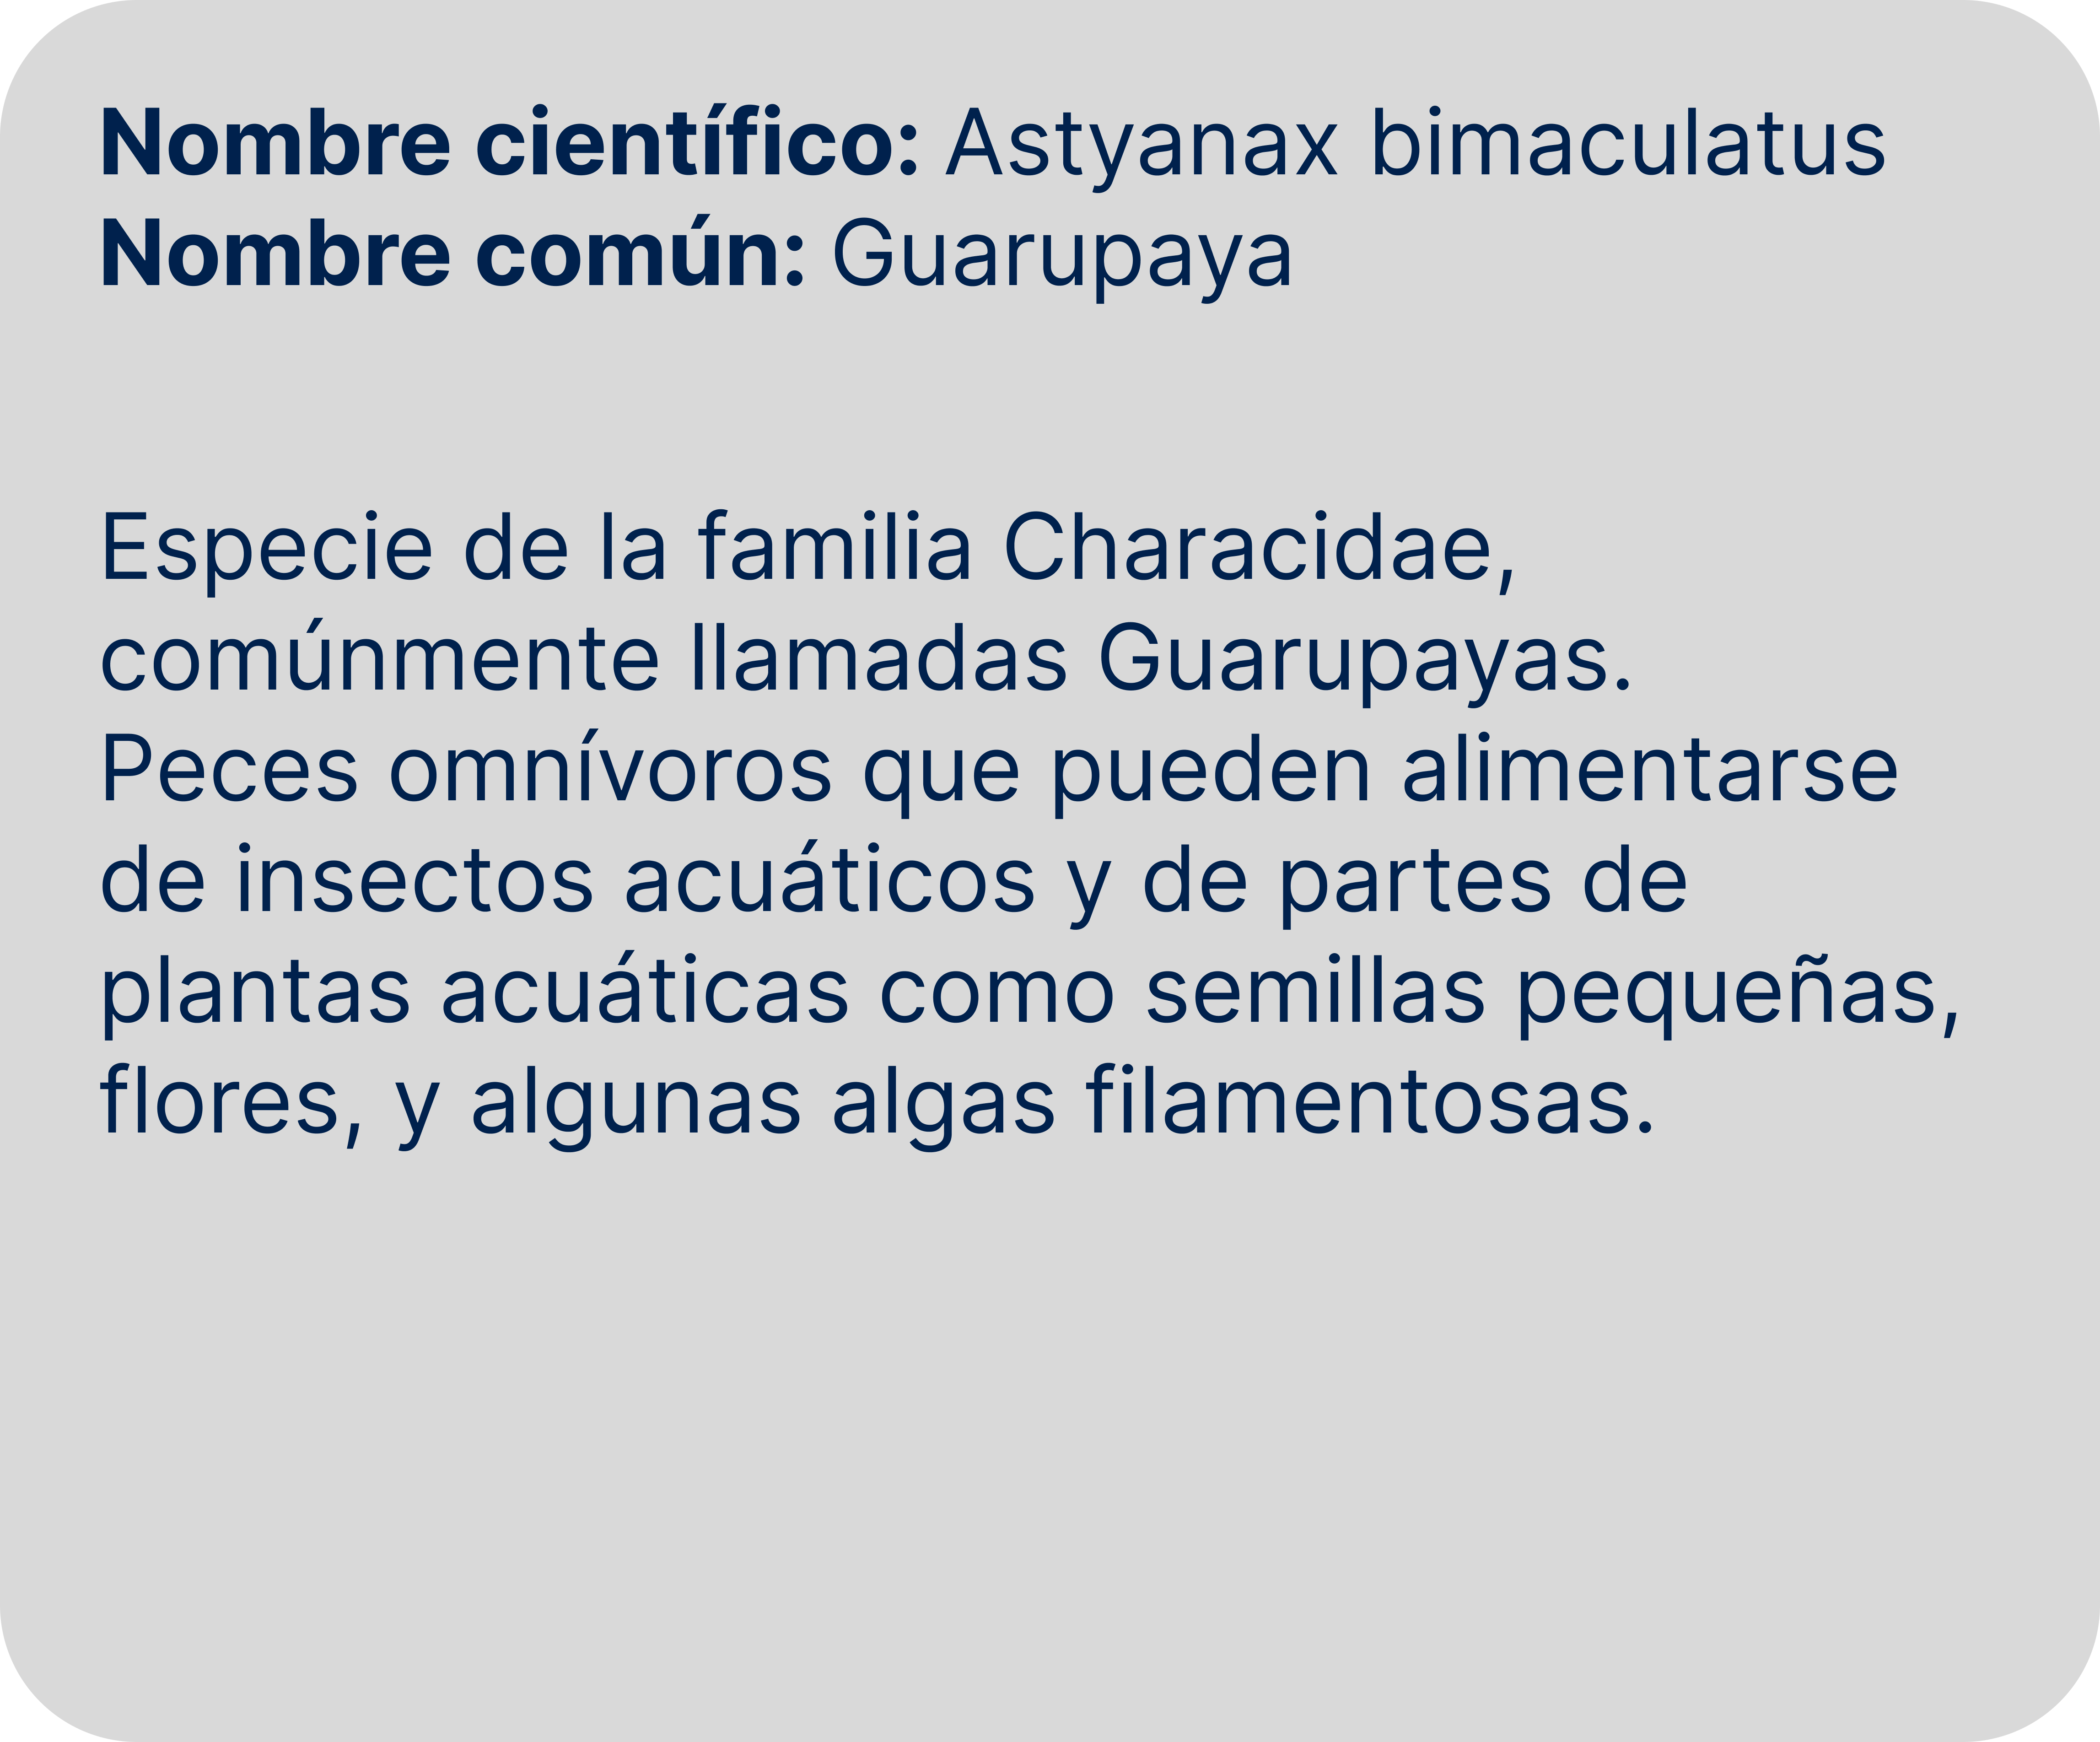 Nombre científico: Astyanax bimaculatus
Nombre común: Guarupaya
Especie de la familia Characidae,
comúnmente llamadas Guarupayas.
Peces omnívoros que pueden alimentarse
de insectos acuáticos y de partes de
plantas acuáticas como semillas pequeñas,
flores, y algunas algas filamentosas.